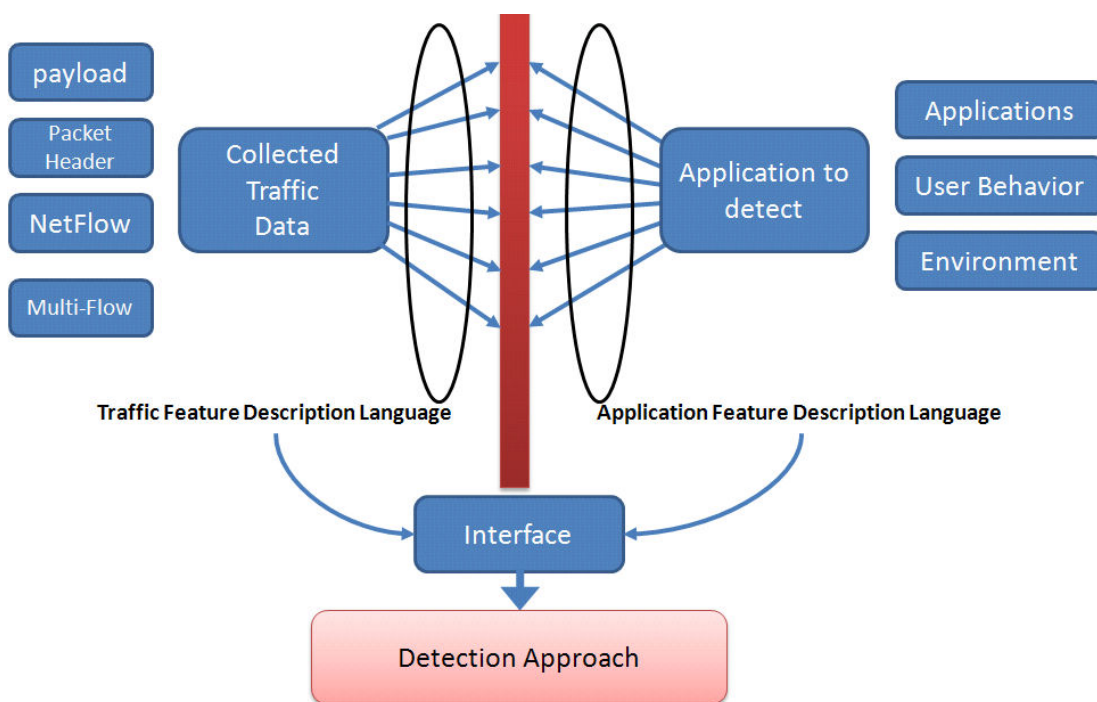 payload
Packet
Header
NetFlow
Multi-Flow
Collected
Traffic
Data
Application to
detect
Applications
User Behavior
Environment
Traffic Feature Description Language
Application Feature Description Language
Interface
Detection Approach